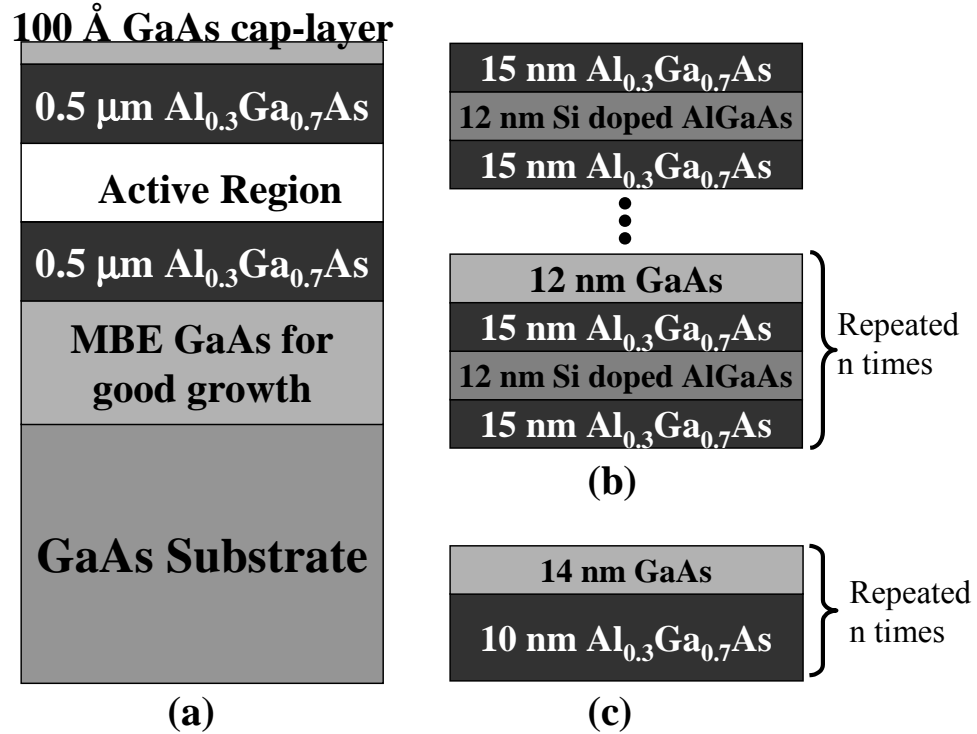 100 Å GaAs cap-layer
0.5 μm Al₀.₃Ga₀.₇As
Active Region
0.5 μm Al₀.₃Ga₀.₇As
MBE GaAs for
good growth
GaAs Substrate
(a)
15 nm Al₀.₃Ga₀.₇As
12 nm Si doped AlGaAs
15 nm Al₀.₃Ga₀.₇As
12 nm GaAs
15 nm Al₀.₃Ga₀.₇As
12 nm Si doped AlGaAs
15 nm Al₀.₃Ga₀.₇As
Repeated
n times
(b)
14 nm GaAs
10 nm Al₀.₃Ga₀.₇As
Repeated
n times
(c)